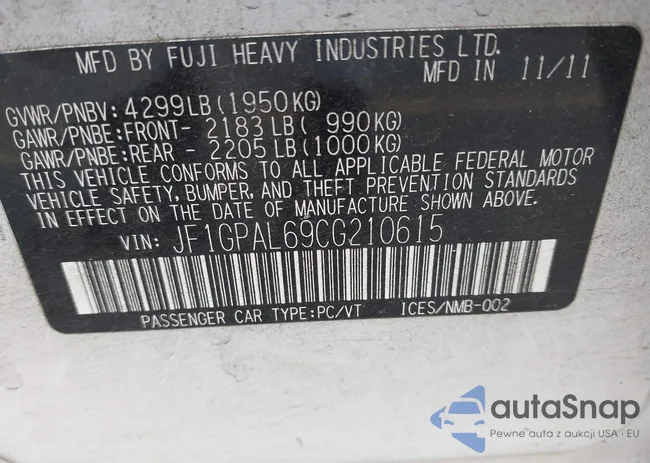 MFD BY FUJI HEAVY INDUSTRIES LTD.
MFD IN 11/11
GVWR/PNBV: 4299LB(1950KG)
GAWR/PNBE:FRONT- 2183LB( 990KG)
GAWR/PNBE:REAR - 2205LB(1000KG)
THIS VEHICLE CONFORMS TO ALL APPLICABLE FEDERAL MOTOR
VEHICLE SAFETY, BUMPER, AND THEFT PREVENTION STANDARDS
IN EFFECT ON THE DATE OF MANUFACTURE SHOWN ABOVE.
VIN: JF1GPAL69CG210615
PASSENGER CAR TYPE:PC/VT ICES/NMB-002
autaSnap
Pewne auta z aukcji USA · EU